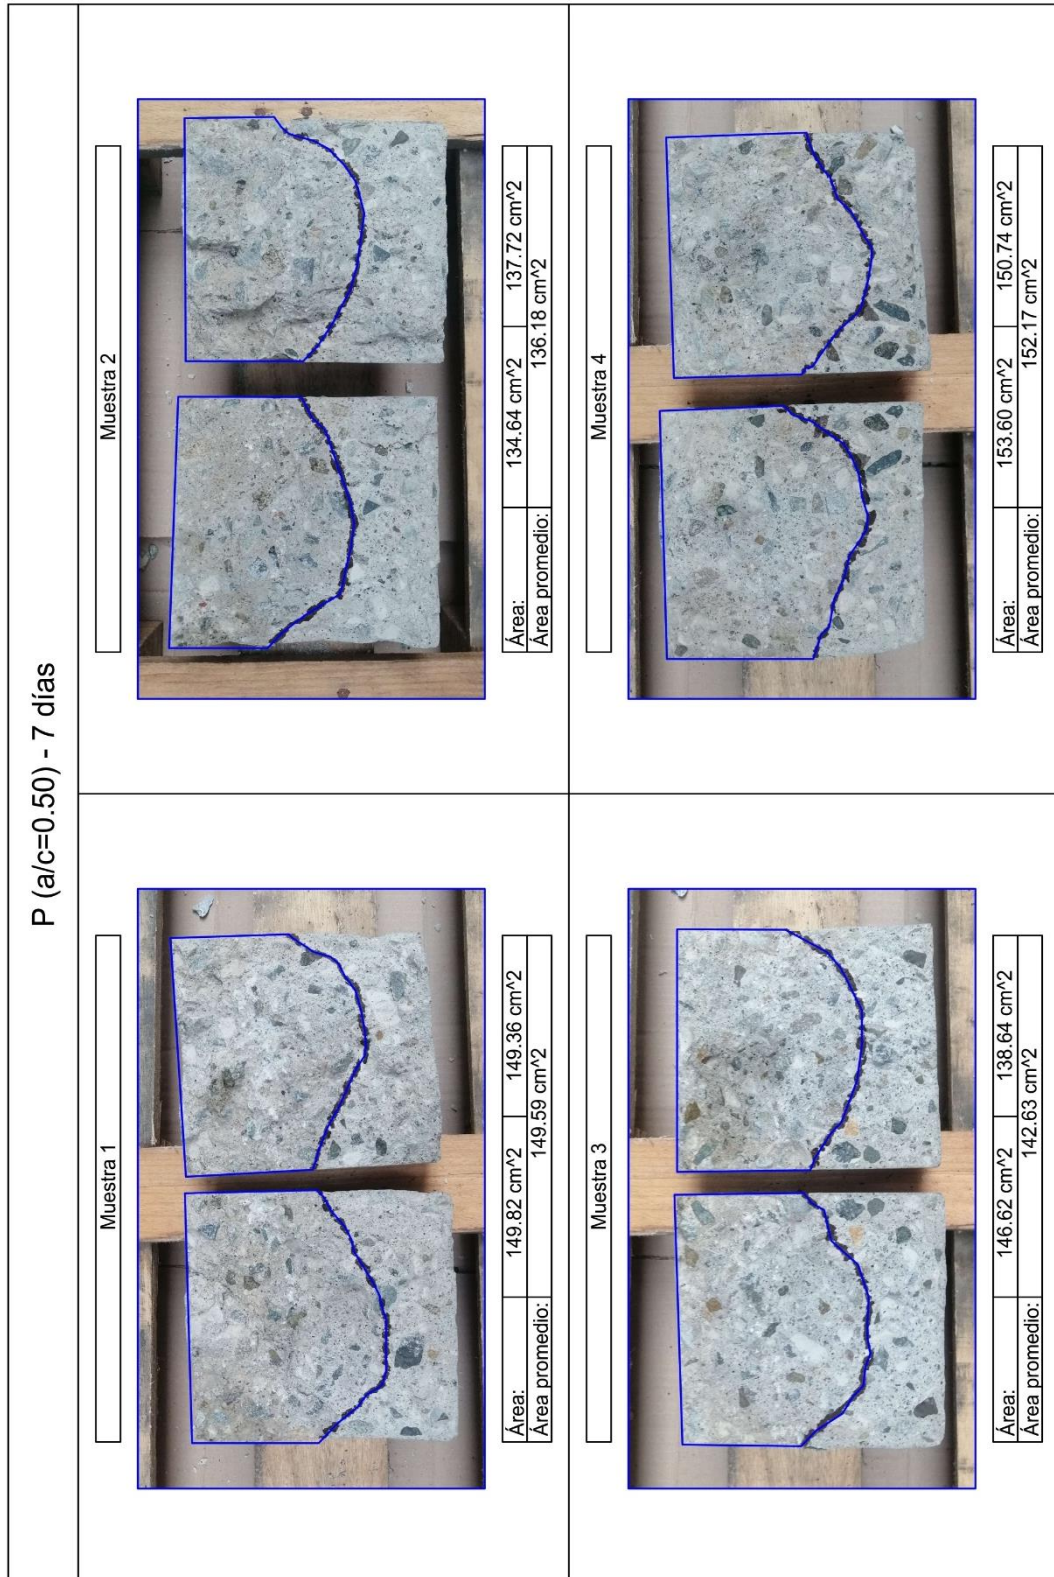 P (a/c=0.50) - 7 días
Muestra 1
Área: 149.82 cm^2 149.36 cm^2
Área promedio: 149.59 cm^2
Muestra 2
Área: 134.64 cm^2 137.72 cm^2
Área promedio: 136.18 cm^2
Muestra 3
Área: 146.62 cm^2 138.64 cm^2
Área promedio: 142.63 cm^2
Muestra 4
Área: 153.60 cm^2 150.74 cm^2
Área promedio: 152.17 cm^2